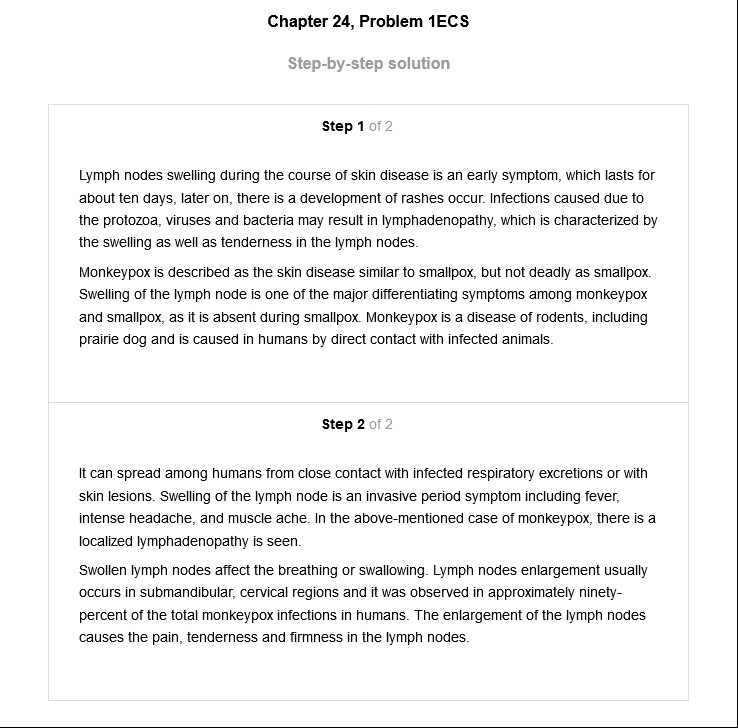 Chapter 24, Problem 1ECS
Step-by-step solution
Step 1 of 2
Lymph nodes swelling during the course of skin disease is an early symptom, which lasts for
about ten days, later on, there is a development of rashes occur. Infections caused due to
the protozoa, viruses and bacteria may result in lymphadenopathy, which is characterized by
the swelling as well as tenderness in the lymph nodes.
Monkeypox is described as the skin disease similar to smallpox, but not deadly as smallpox.
Swelling of the lymph node is one of the major differentiating symptoms among monkeypox
and smallpox, as it is absent during smallpox. Monkeypox is a disease of rodents, including
prairie dog and is caused in humans by direct contact with infected animals.
Step 2 of 2
It can spread among humans from close contact with infected respiratory excretions or with
skin lesions. Swelling of the lymph node is an invasive period symptom including fever,
intense headache, and muscle ache. In the above-mentioned case of monkeypox, there is a
localized lymphadenopathy is seen.
Swollen lymph nodes affect the breathing or swallowing. Lymph nodes enlargement usually
occurs in submandibular, cervical regions and it was observed in approximately ninety-
percent of the total monkeypox infections in humans. The enlargement of the lymph nodes
causes the pain, tenderness and firmness in the lymph nodes.